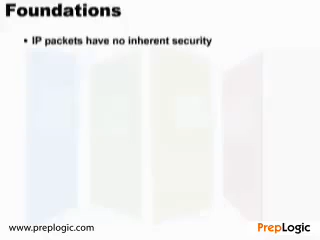 Foundations
• IP packets have no inherent security
www.preplogic.com
PrepLogic